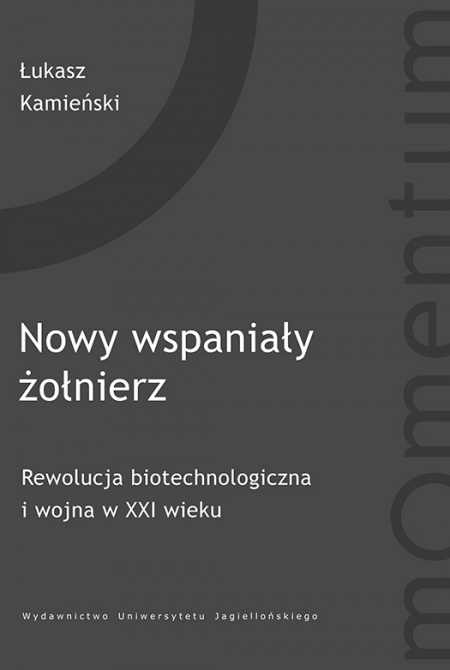 Łukasz
Kamieński
Nowy wspaniały
żołnierz
Rewolucja biotechnologiczna
i wojna w XXI wieku
Wydawnictwo Uniwersytetu Jagiellońskiego
momentum